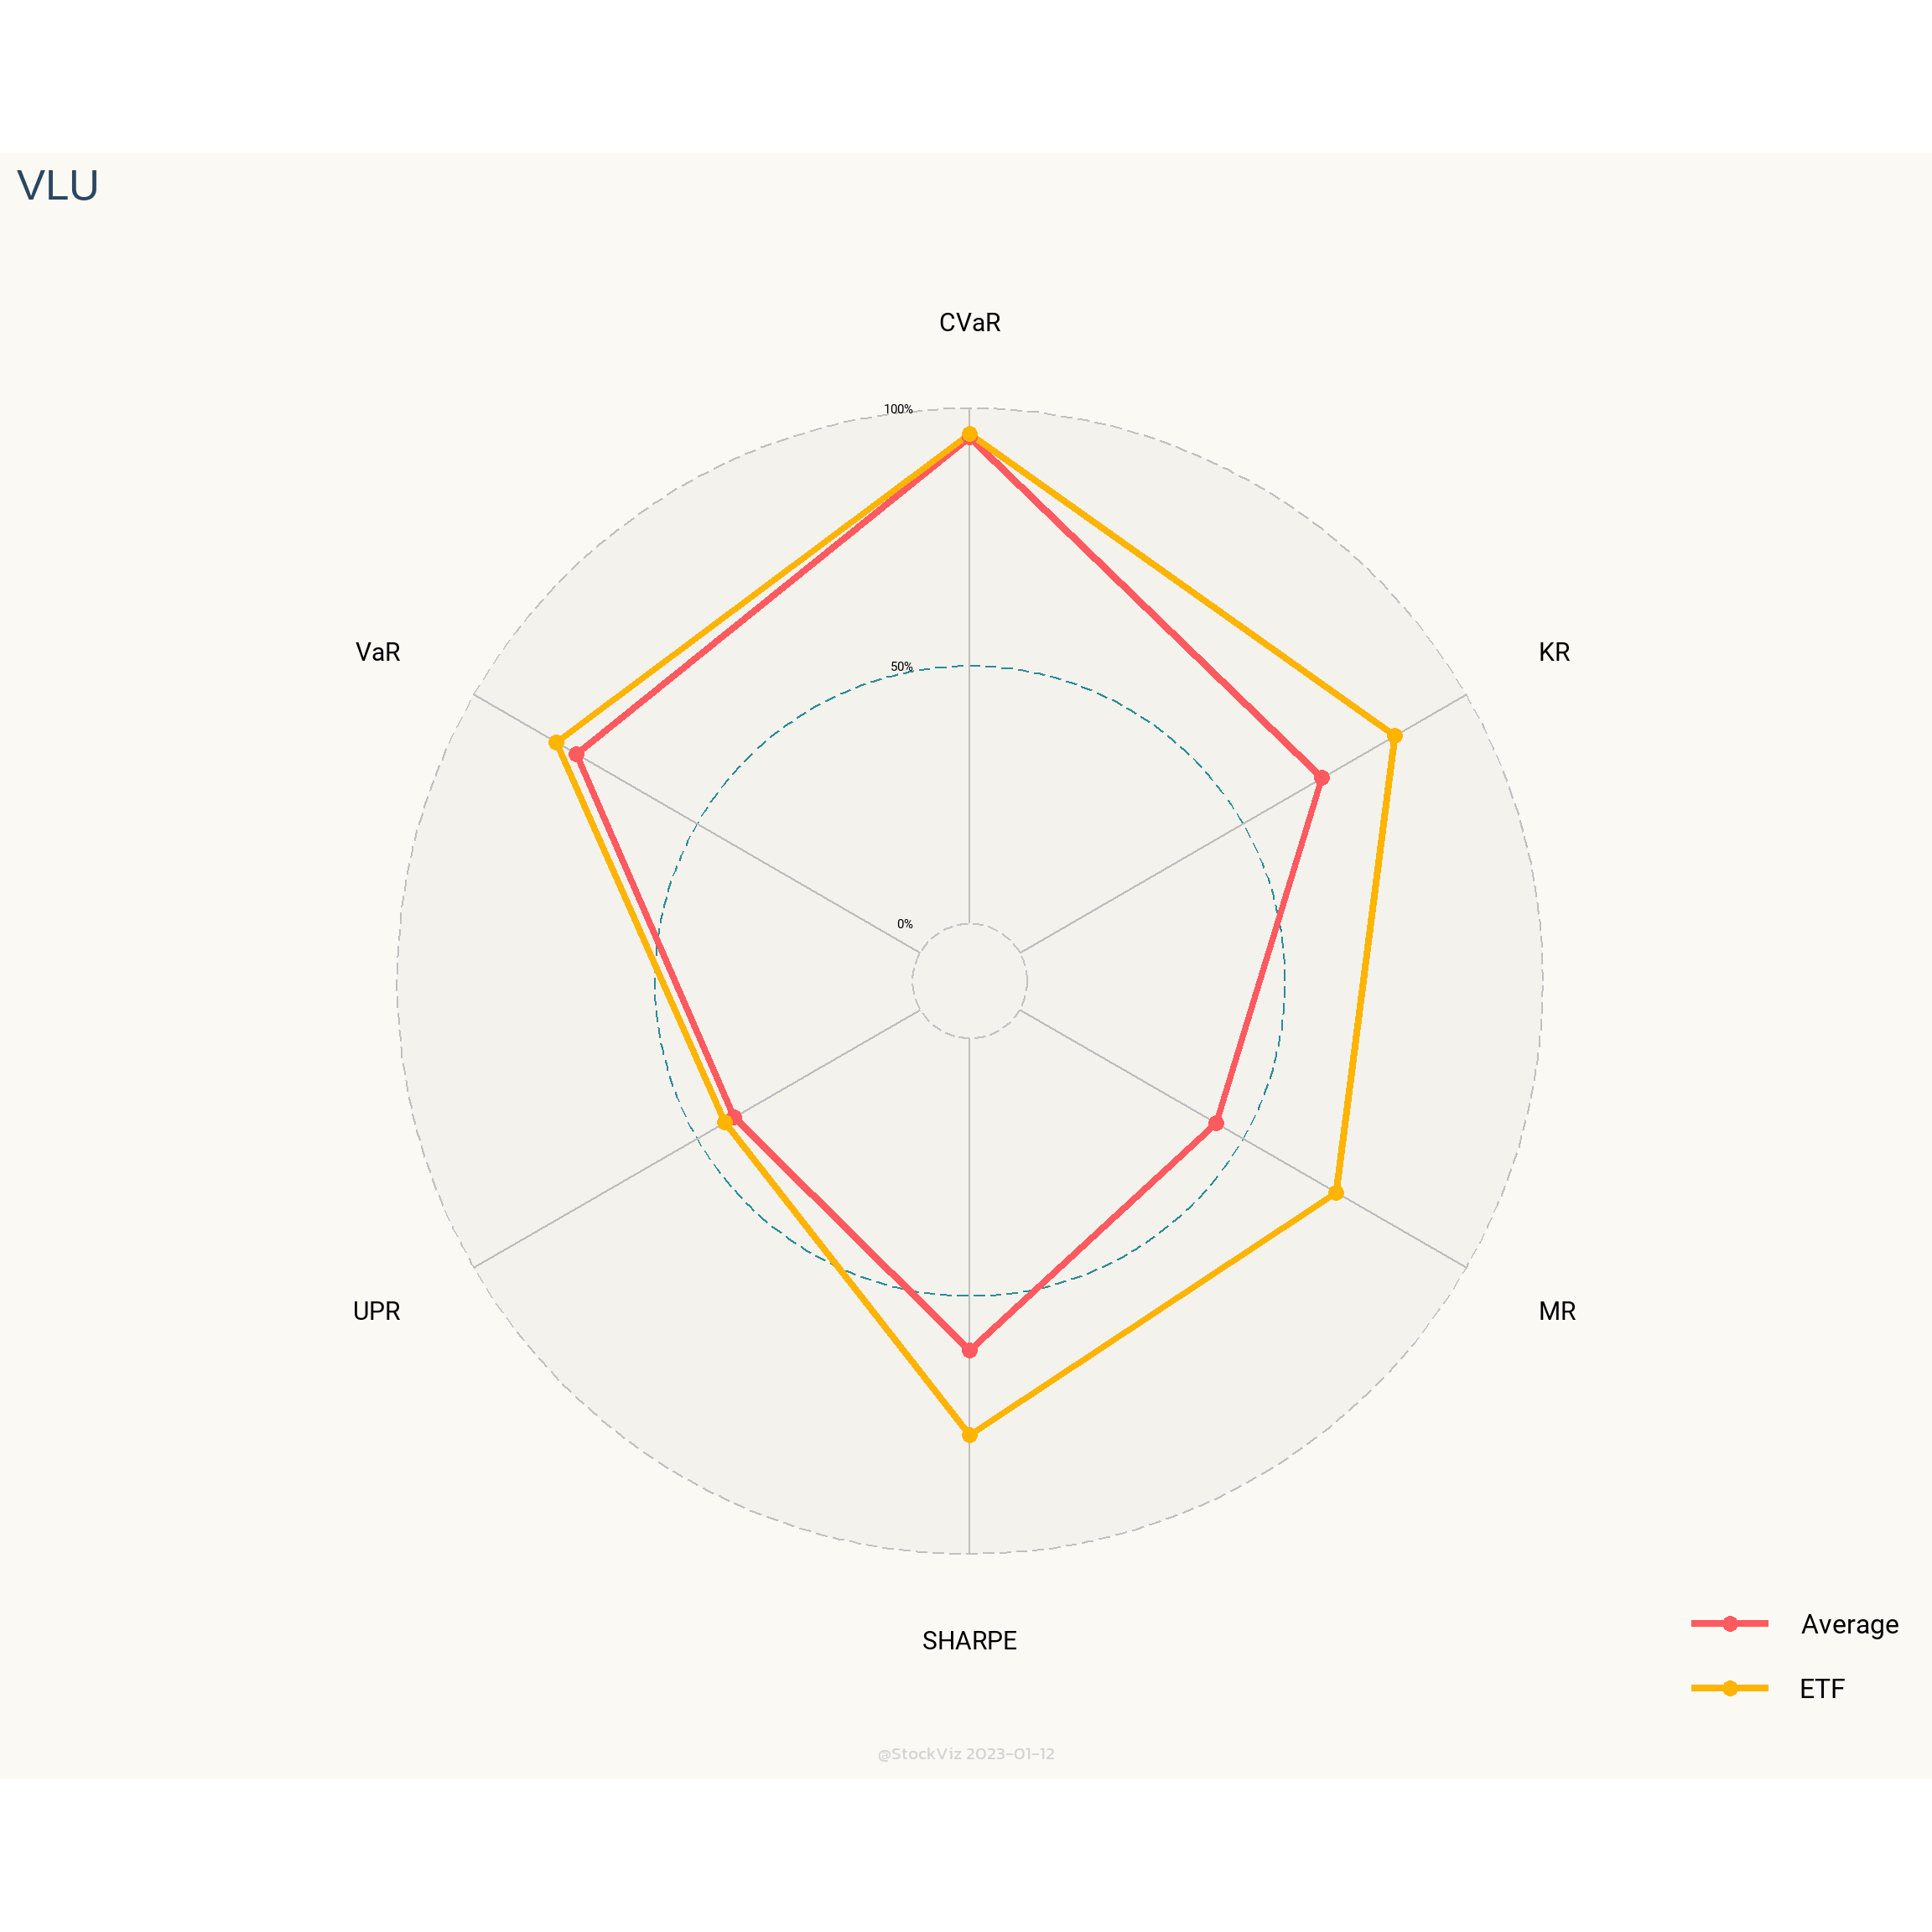 VLU
CVaR
100%
KR
VaR
50%
0%
UPR
MR
SHARPE
Average
ETF
@StockViz 2023-01-12